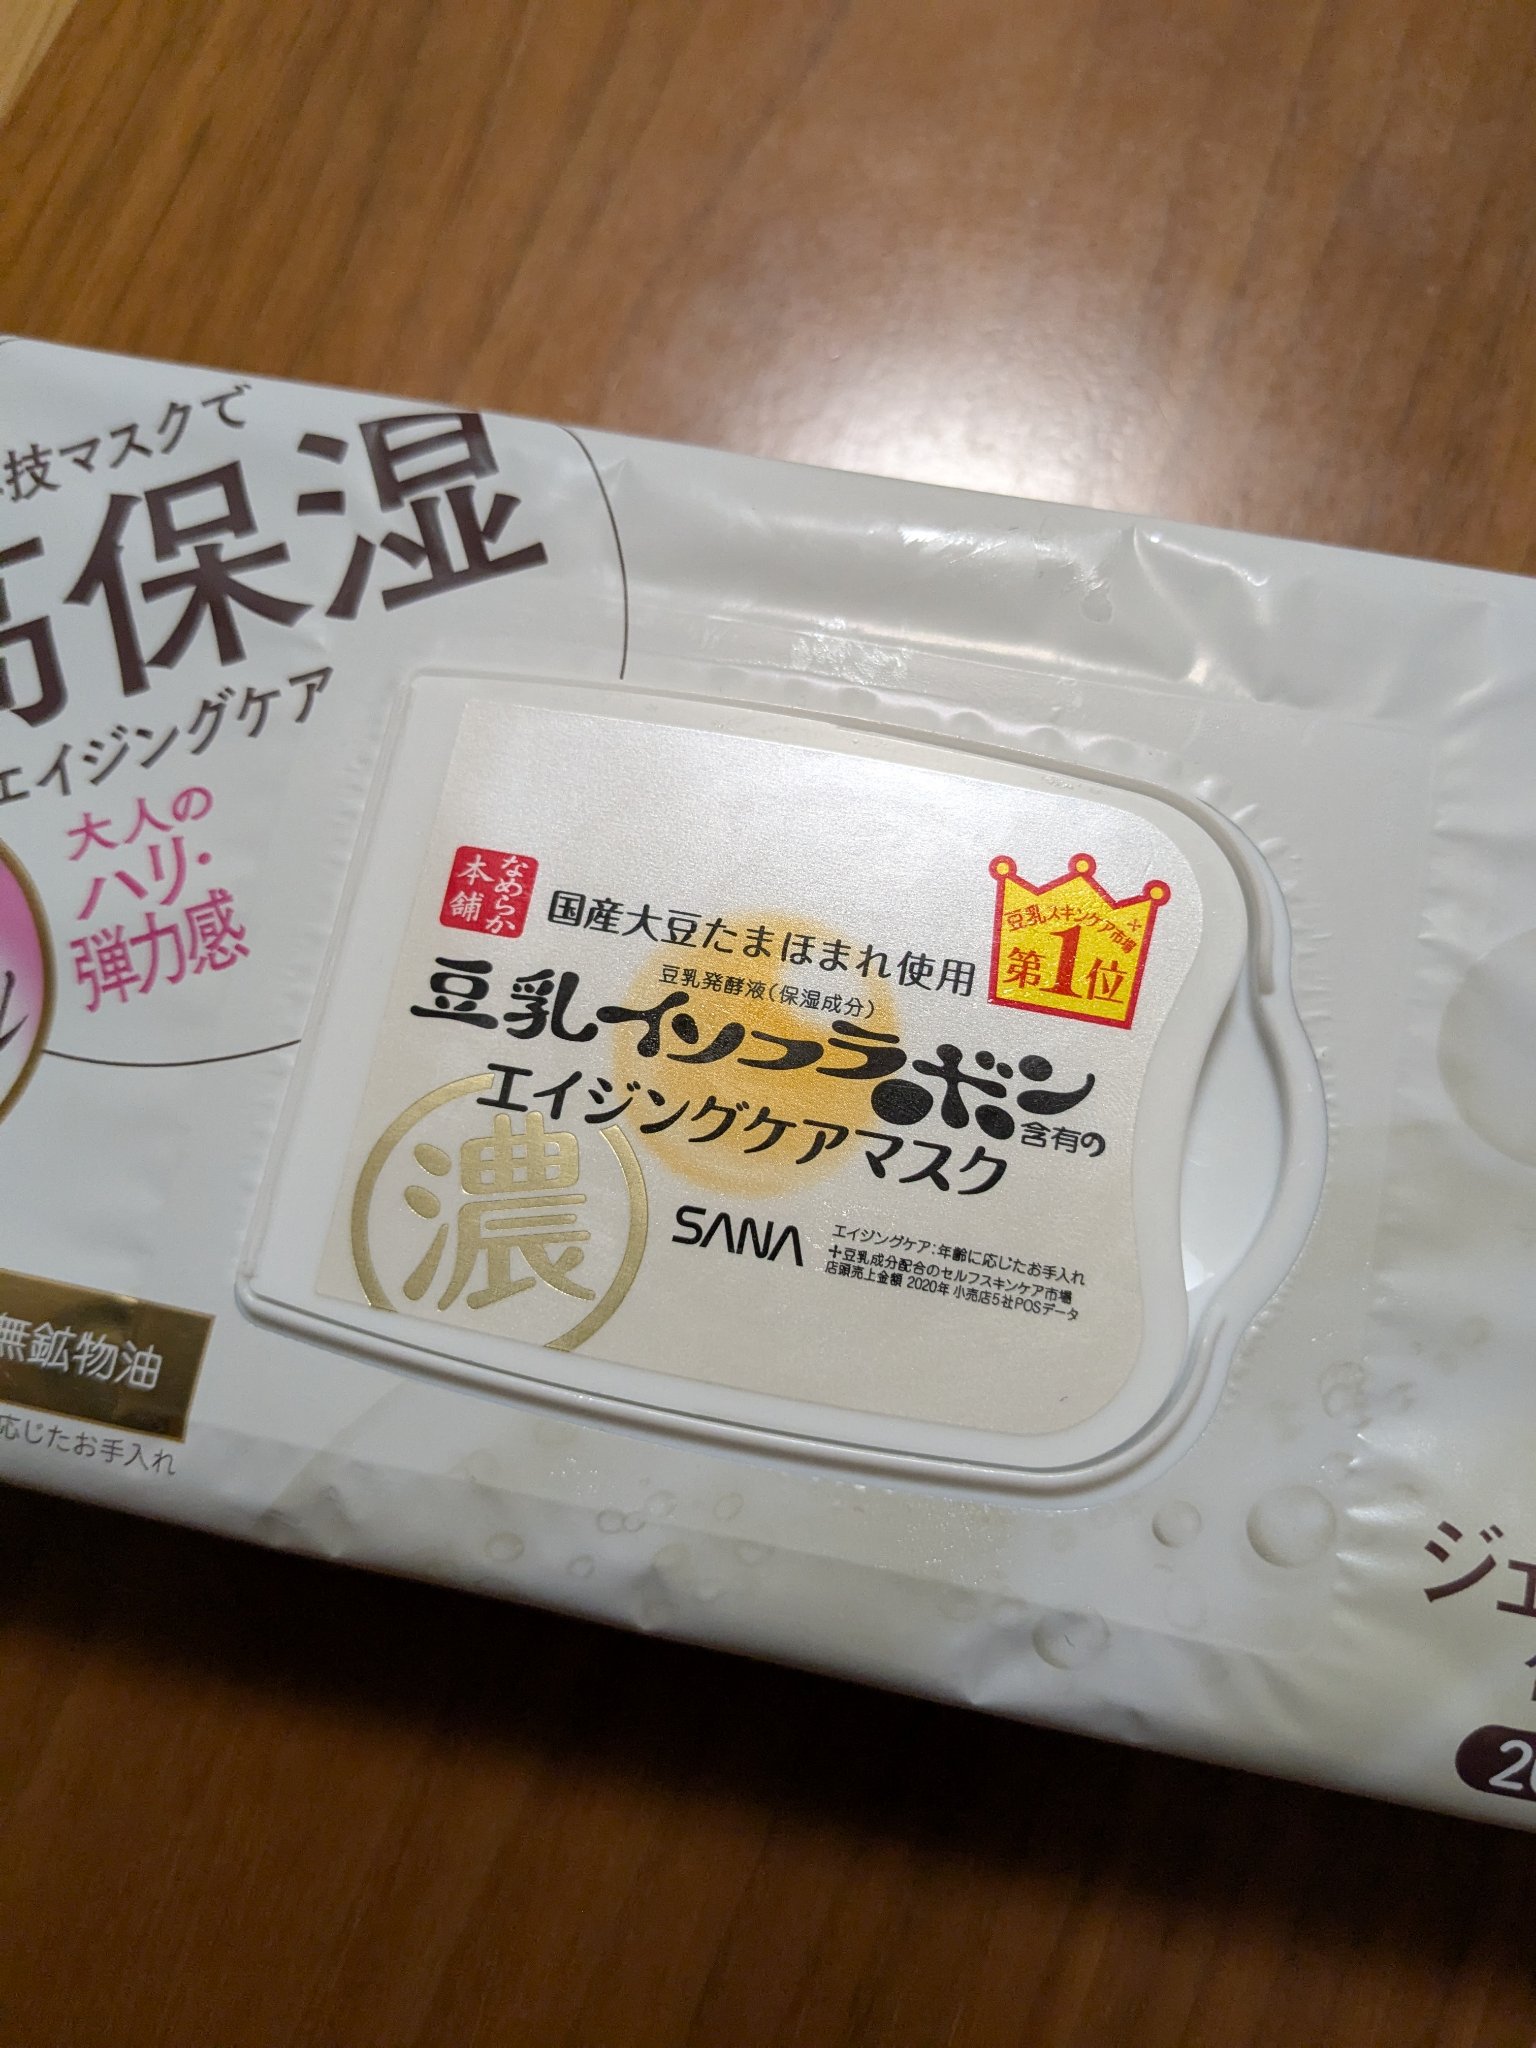 技マスクで
高保湿
エイジングケア
大人の
ハリ・
弾力感
無鉱物油
応じたお手入れ
なめらか
本舗
国産大豆たまほまれ使用
豆乳発酵液(保湿成分)
豆乳イソフラボン含有の
エイジングケアマスク
濃
SANA
豆乳スキンケア市場+
第1位
エイジングケア:年齢に応じたお手入れ
+豆乳成分配合のセルフスキンケア市場
店頭売上金額 2020年 小売店5社POSデータ
ジェ